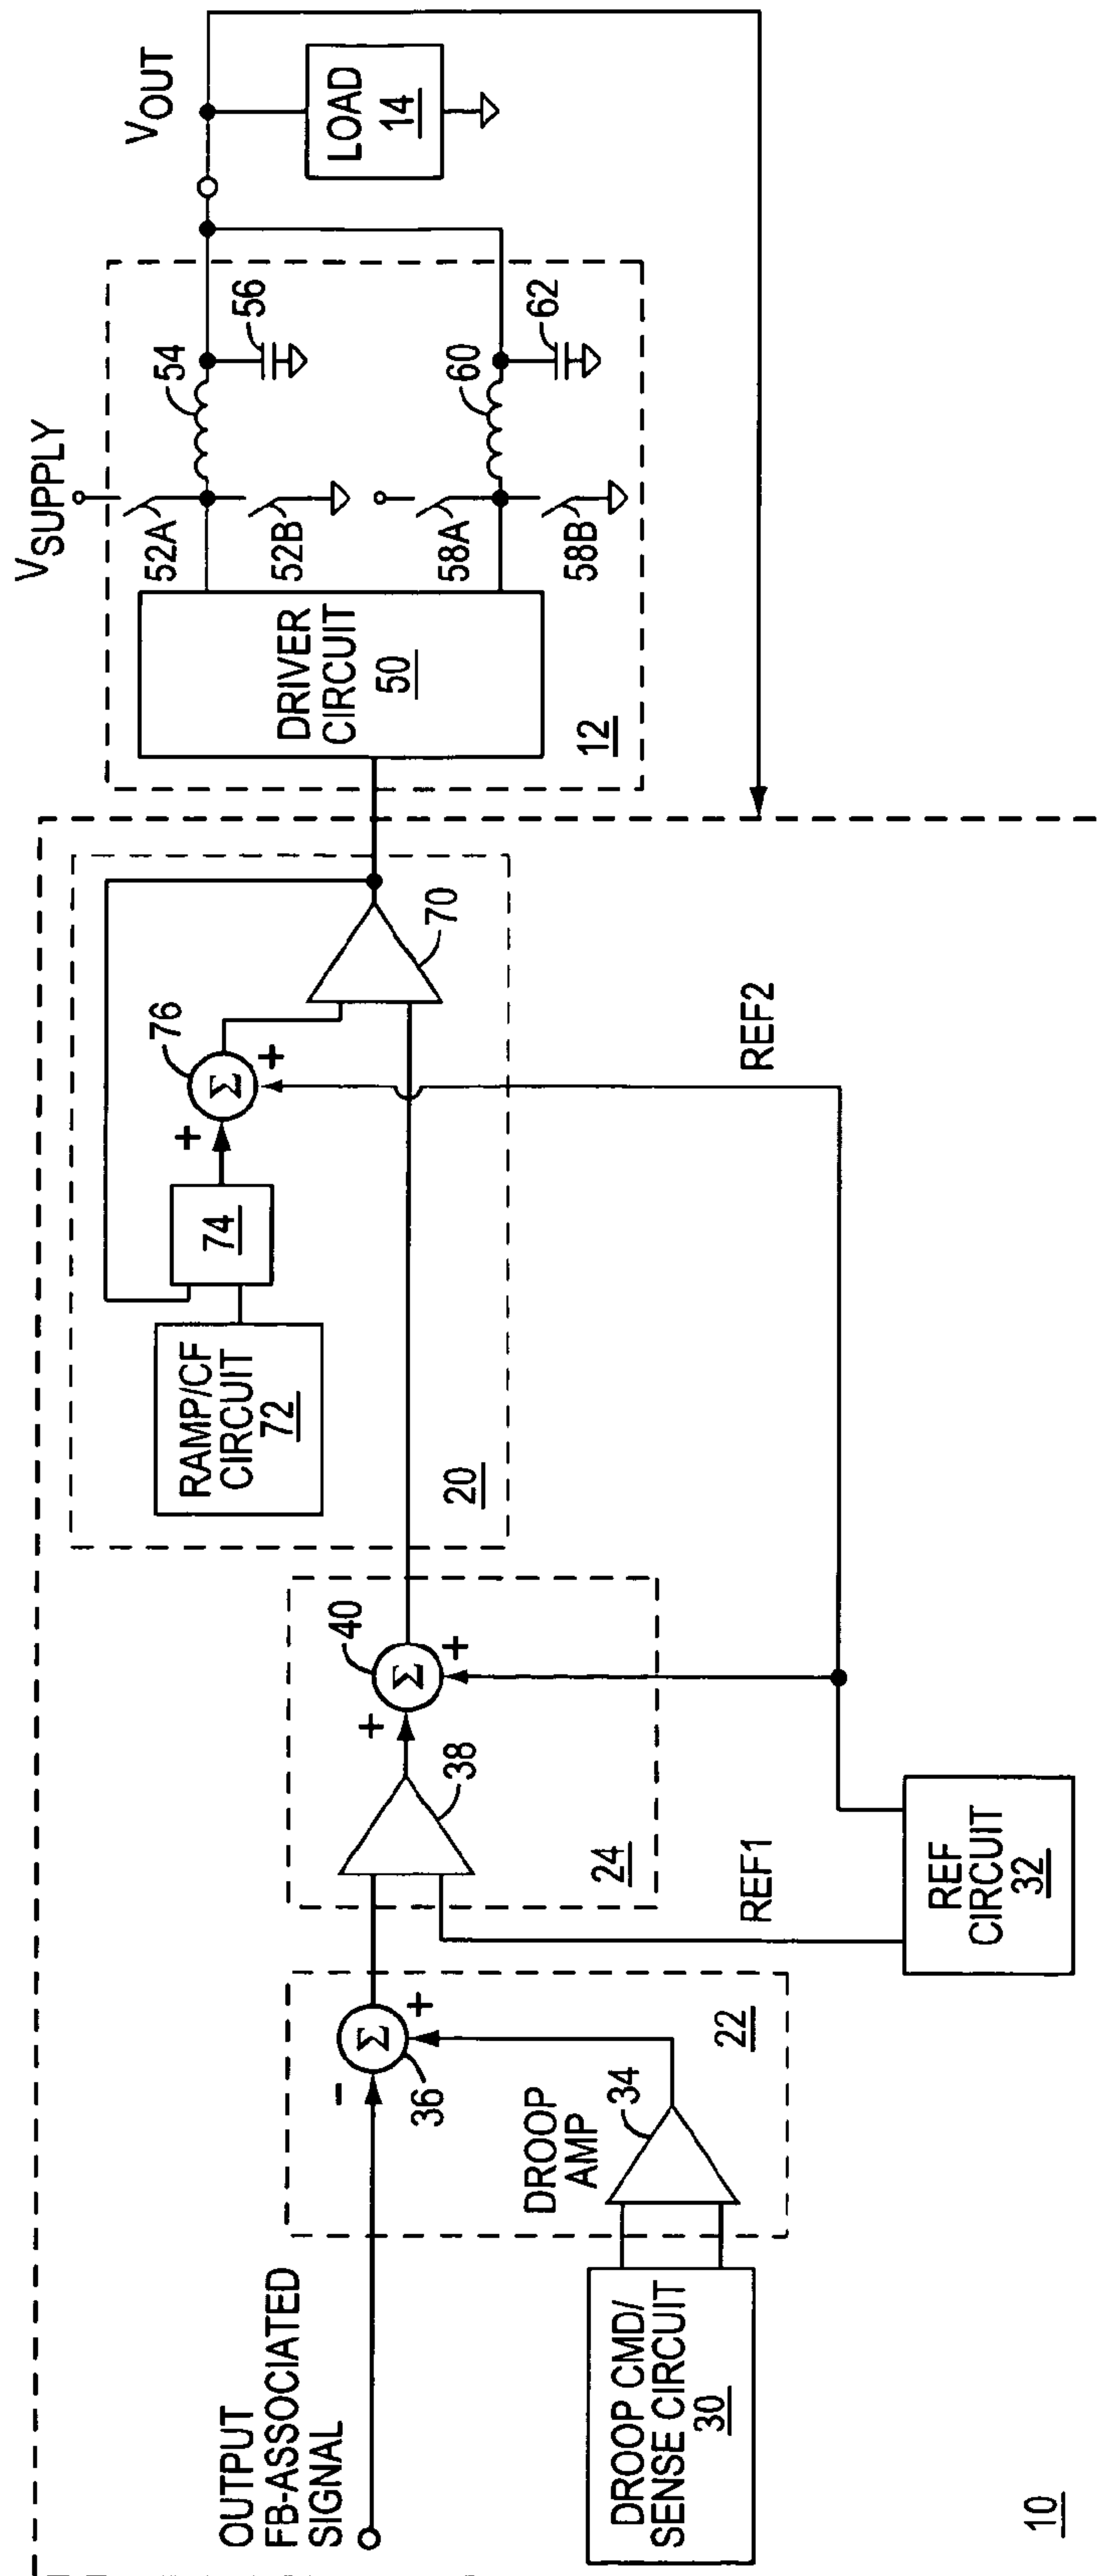 OUTPUT
FB-ASSOCIATED
SIGNAL
-
36
+
DROOP
AMP
34
22
DROOP CMD/
SENSE CIRCUIT
30
REF1
REF
CIRCUIT
32
38
24
+
40
Σ
+
Σ
RAMP/CF
CIRCUIT
72
74
+
76
Σ
+
70
20
REF2
DRIVER
CIRCUIT
50
12
VSUPPLY
52A
52B
54
56
58A
58B
60
62
VOUT
LOAD
14
10